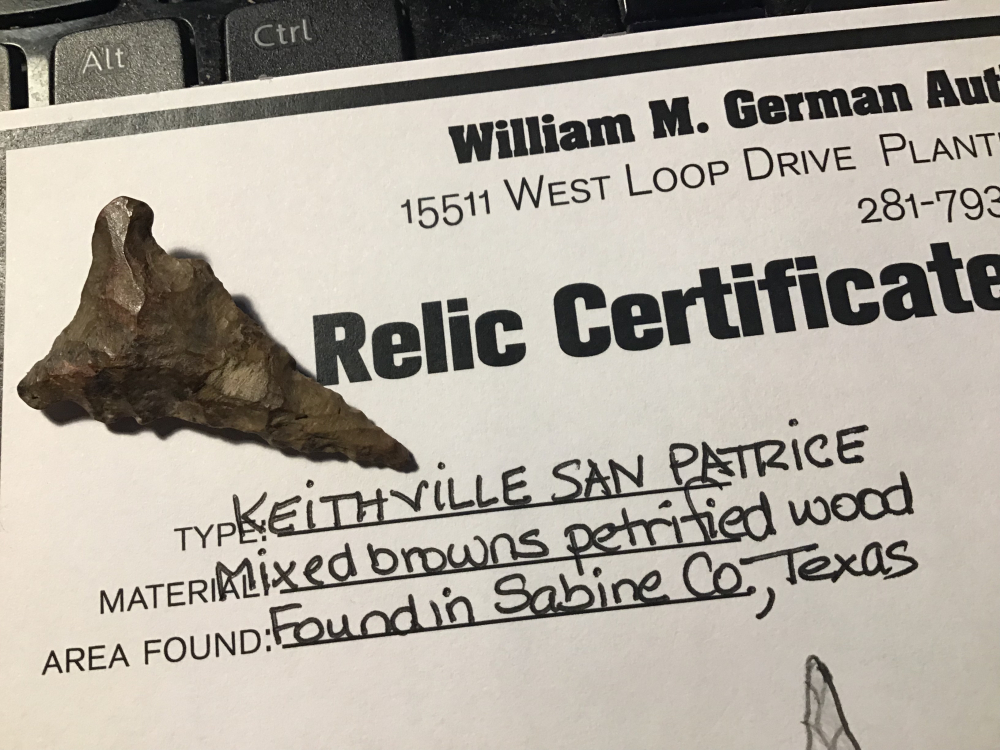 Alt Ctrl
William M. German Aut
15511 WEST LOOP DRIVE PLANT
281-793
Relic Certificate
TYPE: KEITHVILLE SAN PATRICE
MATERIAL: Mixed browns petrified wood
AREA FOUND: Found in Sabine Co., Texas